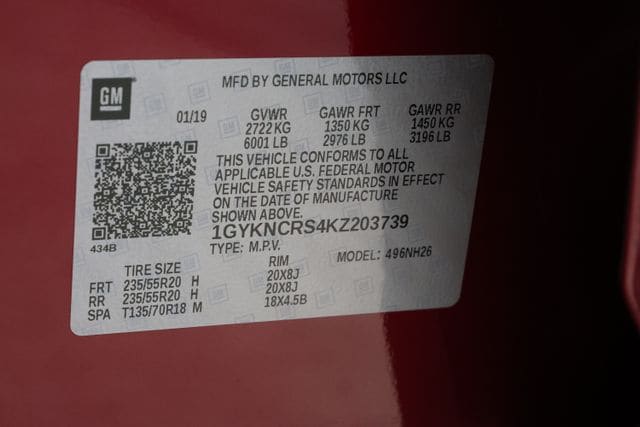 GM
MFD BY GENERAL MOTORS LLC
01/19 GVWR GAWR FRT GAWR RR
2722 KG 1350 KG 1450 KG
6001 LB 2976 LB 3196 LB
THIS VEHICLE CONFORMS TO ALL
APPLICABLE U.S. FEDERAL MOTOR
VEHICLE SAFETY STANDARDS IN EFFECT
ON THE DATE OF MANUFACTURE
SHOWN ABOVE.
1GYKNCRS4KZ203739
434B TYPE: M.P.V. MODEL: 496NH26
TIRE SIZE RIM
FRT 235/55R20 H 20X8J
RR 235/55R20 H 20X8J
SPA T135/70R18 M 18X4.5B